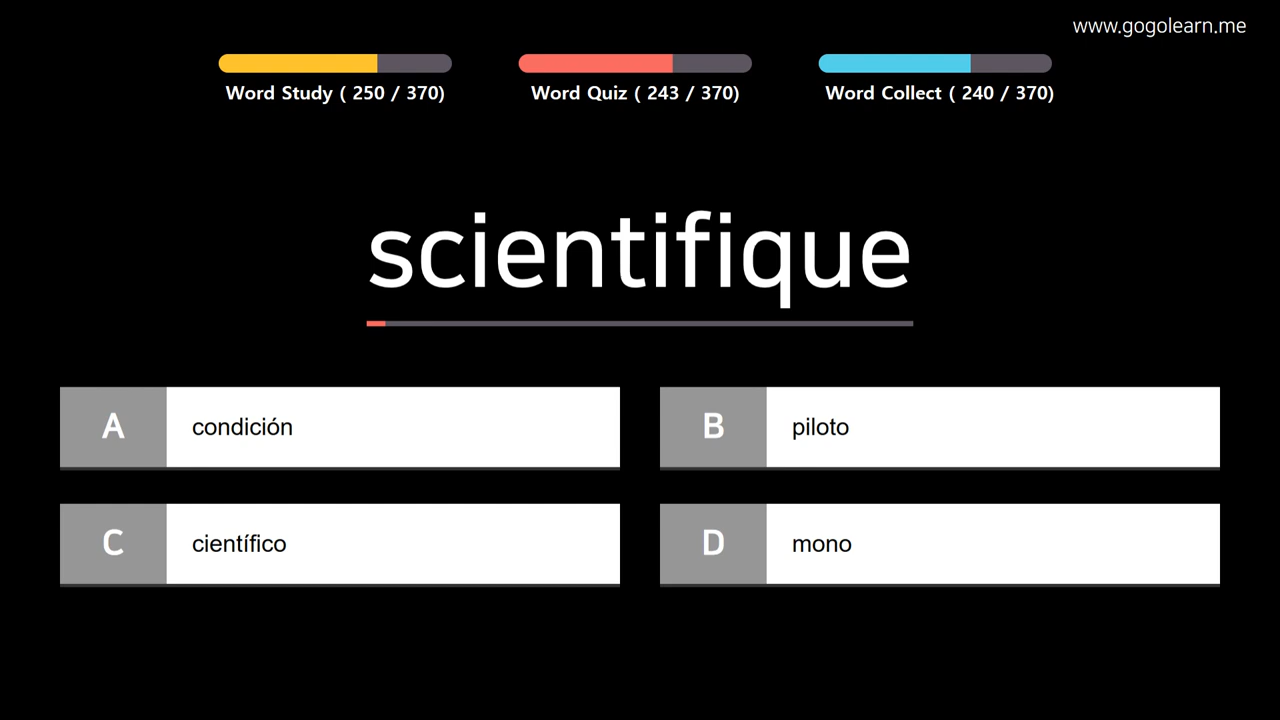 www.gogolearn.me
Word Study ( 250 / 370)
Word Quiz ( 243 / 370)
Word Collect ( 240 / 370)
scientifique
A condición
B piloto
C científico
D mono